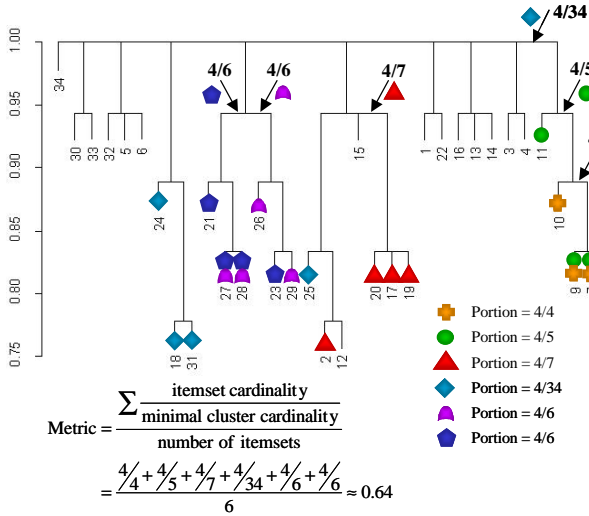 4/34
1.00
34
4/6 4/6 4/7 4/5
0.95
30 33 32 5 6 15 1 22 16 13 14 3 4 11
0.90
24 21 26 10
0.85
27 28 23 29 25 20 17 19 9
0.80
18 31 2 12
0.75
Portion = 4/4
Portion = 4/5
Portion = 4/7
Portion = 4/34
Portion = 4/6
Portion = 4/6
Metric = ∑ itemset cardinality / minimal cluster cardinality / number of itemsets
= 4/4 + 4/5 + 4/7 + 4/34 + 4/6 + 4/6 / 6 ≈ 0.64